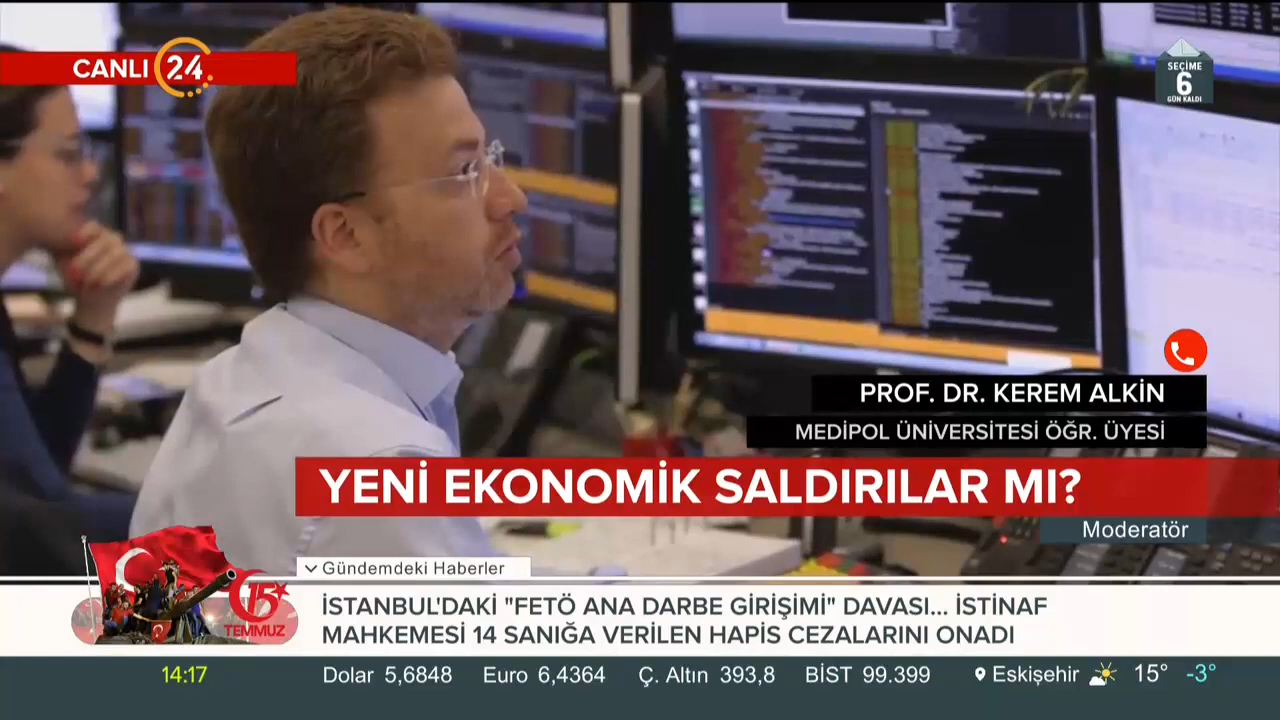 CANLI 24
SEÇİME
6
GÜN KALDI
PROF. DR. KEREM ALKİN
MEDİPOL ÜNİVERSİTESİ ÖĞR. ÜYESİ
YENİ EKONOMİK SALDIRILAR MI?
Moderatör
Gündemdeki Haberler
15
TEMMUZ
İSTANBUL'DAKİ "FETÖ ANA DARBE GİRİŞİMİ" DAVASI... İSTİNAF
MAHKEMESİ 14 SANIĞA VERİLEN HAPİS CEZALARINI ONADI
14:17 Dolar 5,6848 Euro 6,4364 Ç. Altın 393,8 BİST 99.399 Eskişehir 15° -3°